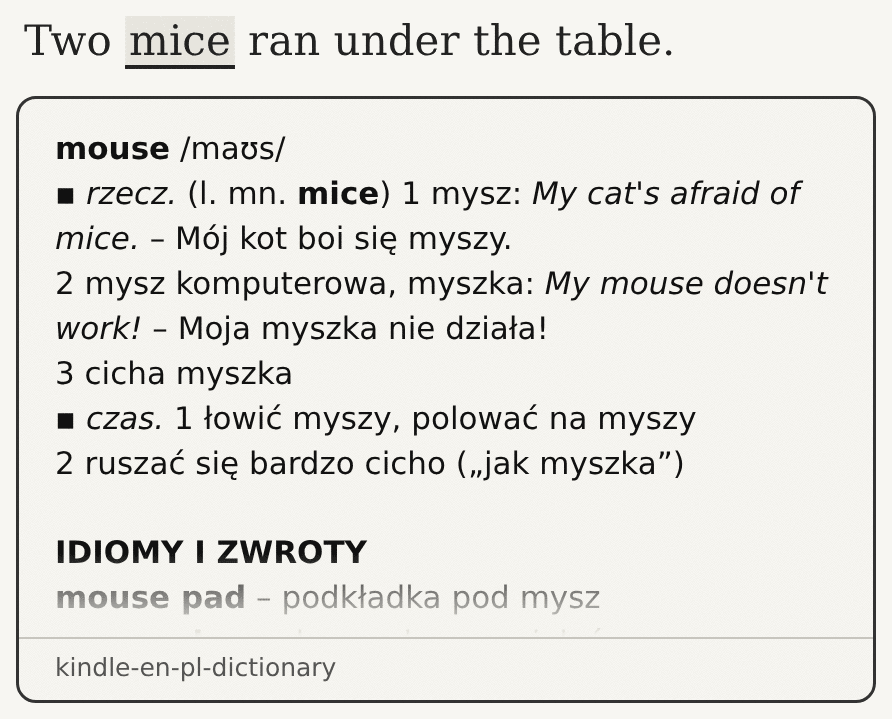 Two mice ran under the table.
mouse /maʊs/
▪ rzecz. (l. mn. mice) 1 mysz: My cat's afraid of
mice. – Mój kot boi się myszy.
2 mysz komputerowa, myszka: My mouse doesn't
work! – Moja myszka nie działa!
3 cicha myszka
▪ czas. 1 łowić myszy, polować na myszy
2 ruszać się bardzo cicho („jak myszka”)
IDIOMY I ZWROTY
mouse pad – podkładka pod mysz
kindle-en-pl-dictionary